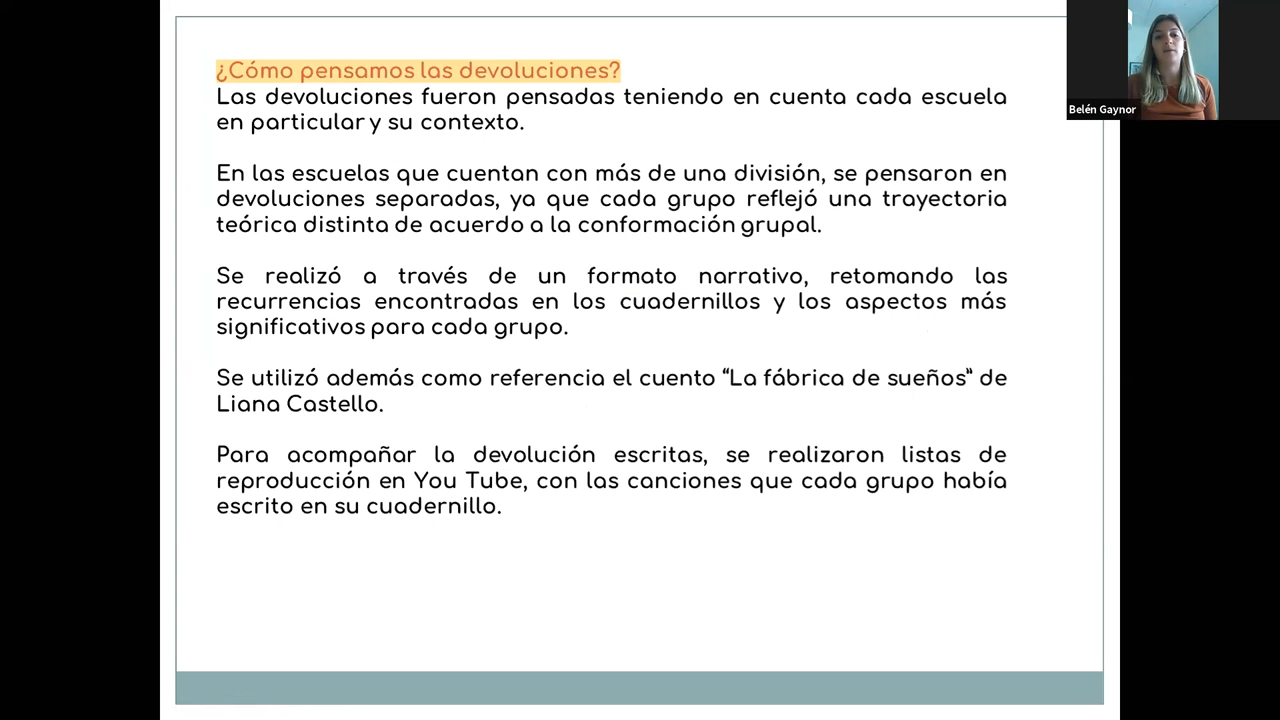 ¿Cómo pensamos las devoluciones?
Las devoluciones fueron pensadas teniendo en cuenta cada escuela
en particular y su contexto.
En las escuelas que cuentan con más de una división, se pensaron en
devoluciones separadas, ya que cada grupo reflejó una trayectoria
teórica distinta de acuerdo a la conformación grupal.
Se realizó a través de un formato narrativo, retomando las
recurrencias encontradas en los cuadernillos y los aspectos más
significativos para cada grupo.
Se utilizó además como referencia el cuento “La fábrica de sueños” de
Liana Castello.
Para acompañar la devolución escritas, se realizaron listas de
reproducción en You Tube, con las canciones que cada grupo había
escrito en su cuadernillo.
Belén Gaynor